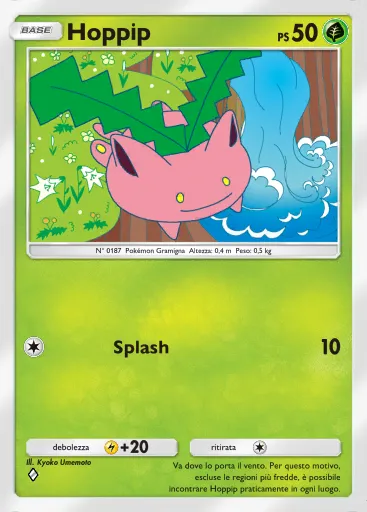 BASE Hoppip PS 50
N° 0187 Pokémon Gramigna Altezza: 0,4 m Peso: 0,5 kg
Splash 10
debolezza +20 ritirata
Ill. Kyoko Umemoto
Va dove lo porta il vento. Per questo motivo,
escluse le regioni più fredde, è possibile
incontrare Hoppip praticamente in ogni luogo.